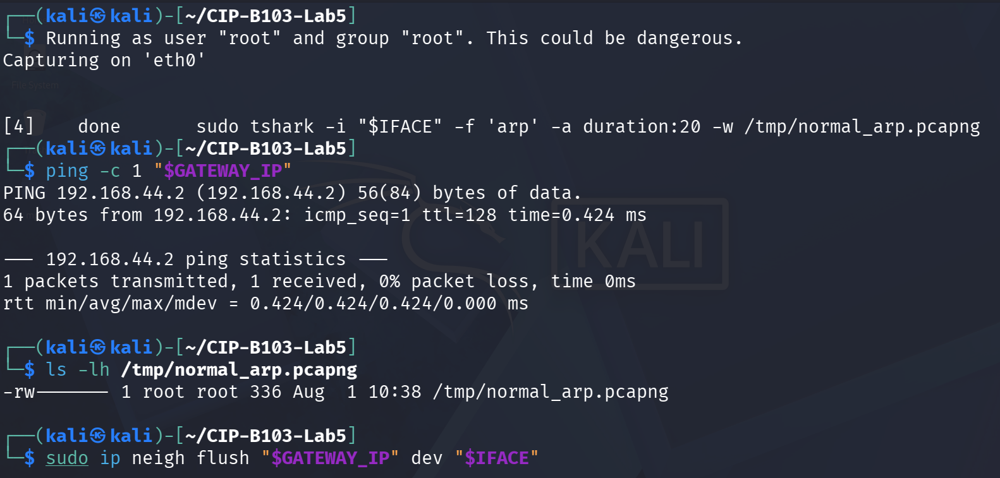 ┌──(kali㉿kali)-[~/CIP-B103-Lab5]
└─$ Running as user "root" and group "root". This could be dangerous.
Capturing on 'eth0'
File System
[4]    done       sudo tshark -i "$IFACE" -f 'arp' -a duration:20 -w /tmp/normal_arp.pcapng
┌──(kali㉿kali)-[~/CIP-B103-Lab5]
└─$ ping -c 1 "$GATEWAY_IP"
PING 192.168.44.2 (192.168.44.2) 56(84) bytes of data.
64 bytes from 192.168.44.2: icmp_seq=1 ttl=128 time=0.424 ms
KALI
--- 192.168.44.2 ping statistics ---
1 packets transmitted, 1 received, 0% packet loss, time 0ms
rtt min/avg/max/mdev = 0.424/0.424/0.424/0.000 ms
┌──(kali㉿kali)-[~/CIP-B103-Lab5]
└─$ ls -lh /tmp/normal_arp.pcapng
-rw------- 1 root root 336 Aug  1 10:38 /tmp/normal_arp.pcapng
┌──(kali㉿kali)-[~/CIP-B103-Lab5]
└─$ sudo ip neigh flush "$GATEWAY_IP" dev "$IFACE"